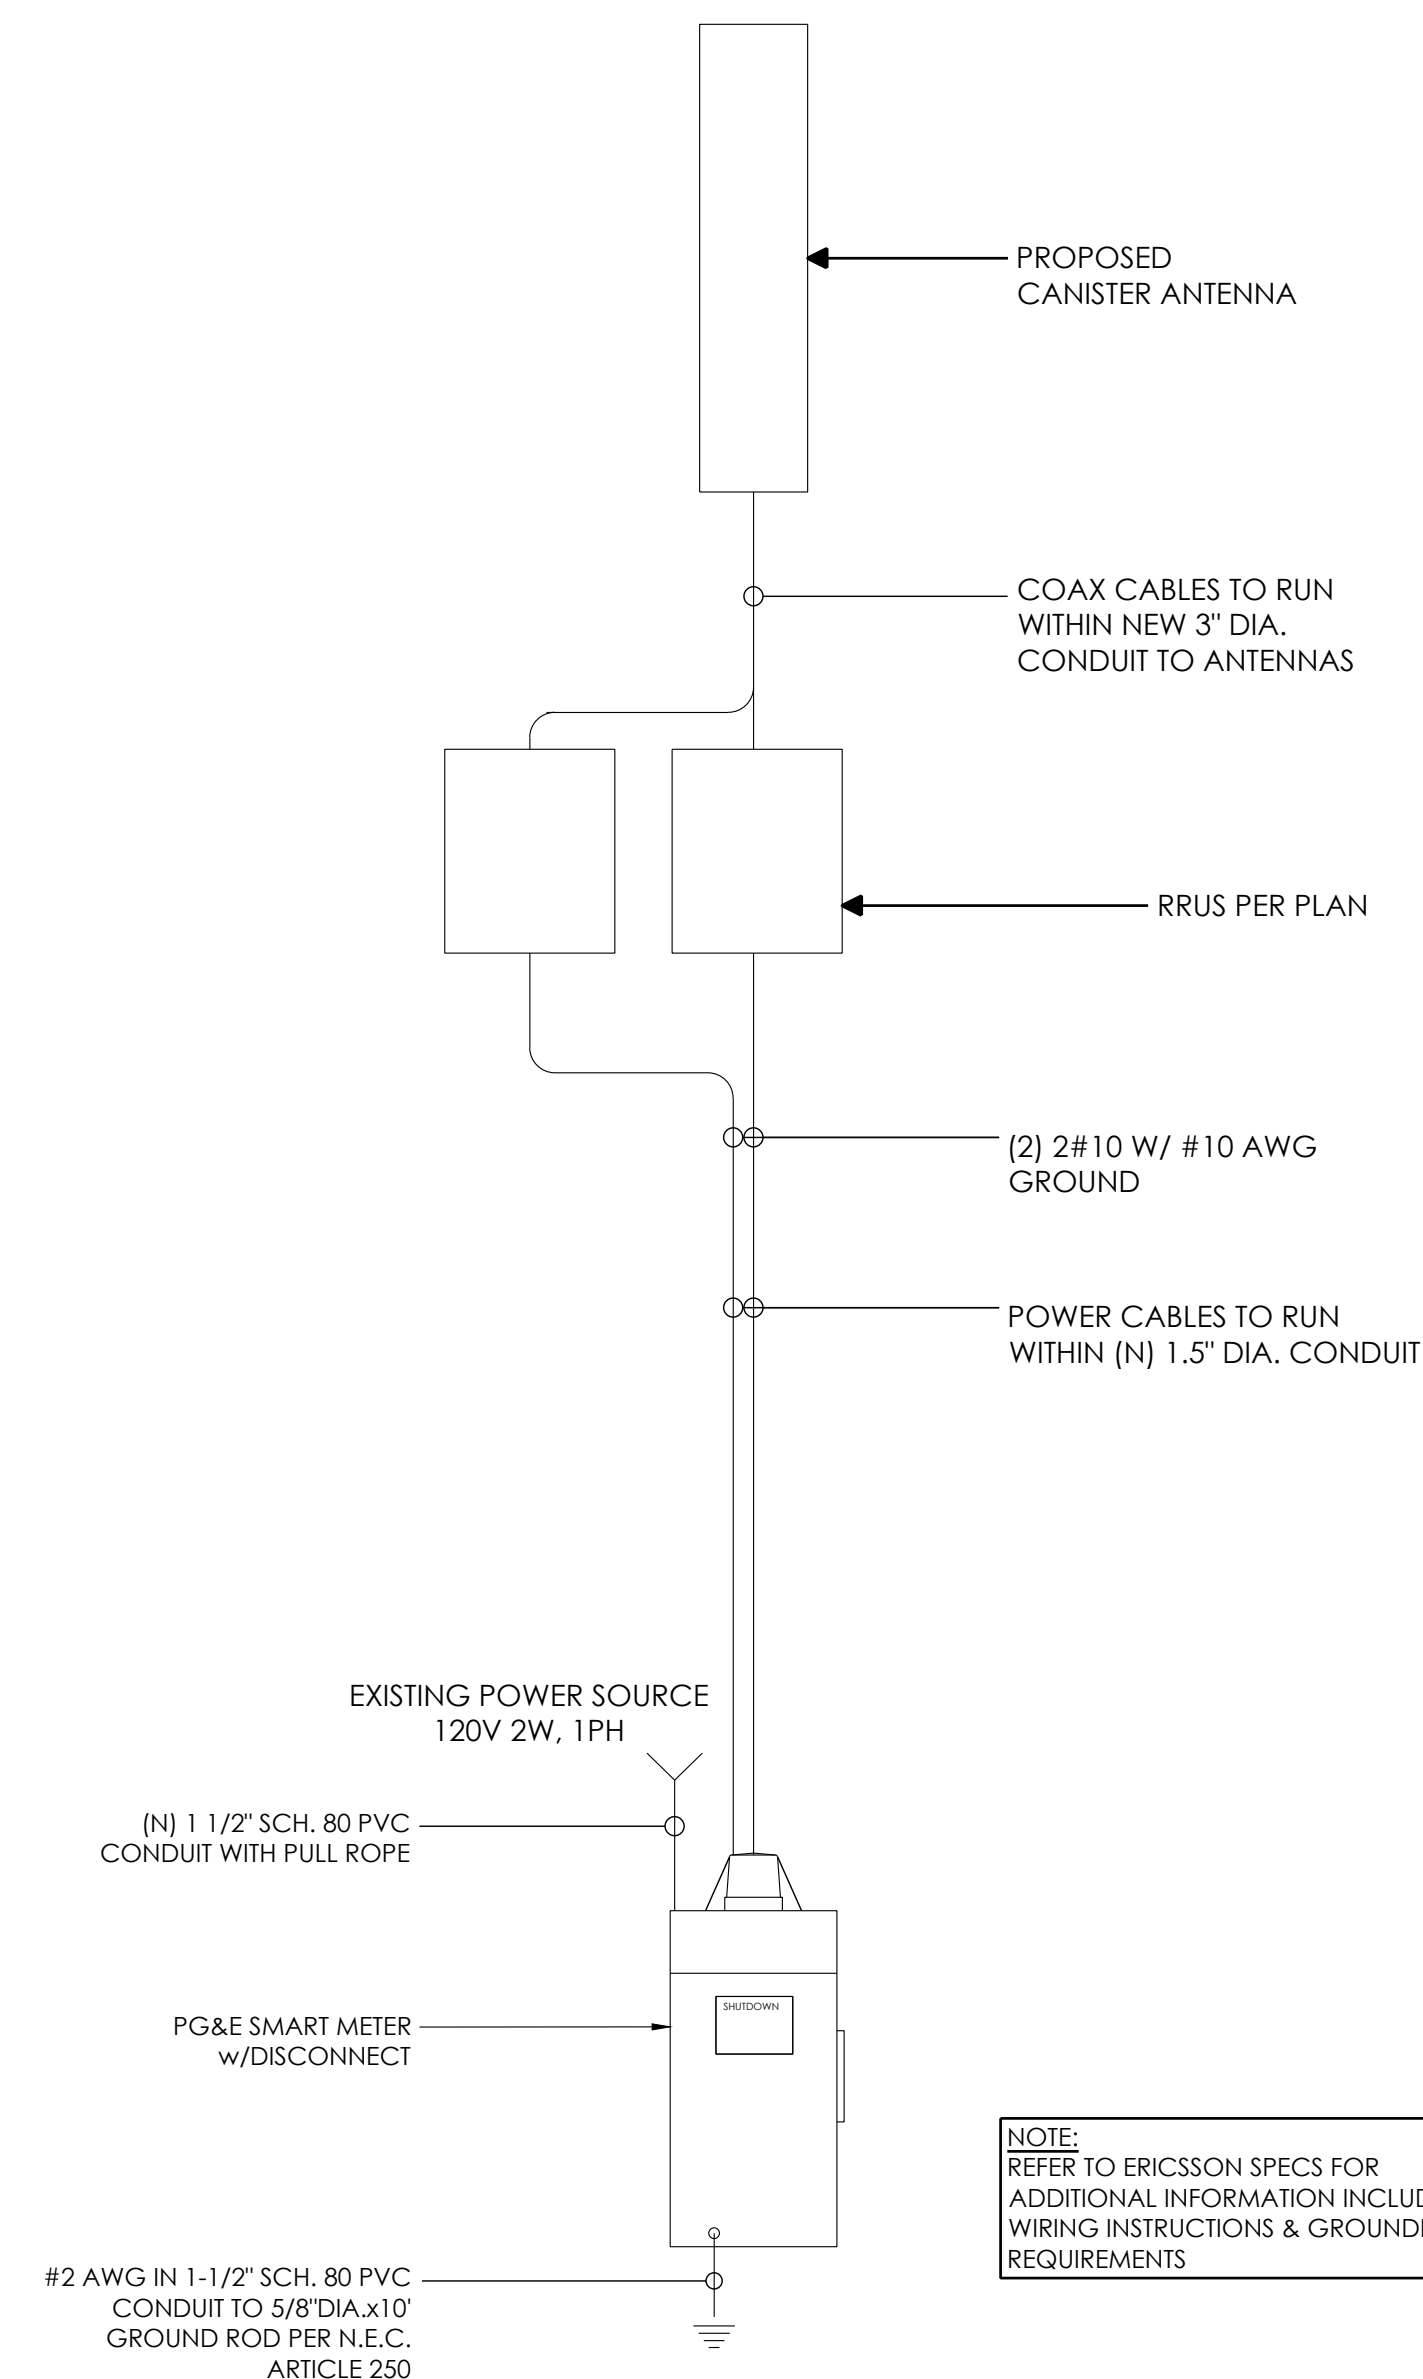 PROPOSED
CANISTER ANTENNA
COAX CABLES TO RUN
WITHIN NEW 3" DIA.
CONDUIT TO ANTENNAS
RRUS PER PLAN
(2) 2#10 W/ #10 AWG
GROUND
POWER CABLES TO RUN
WITHIN (N) 1.5" DIA. CONDUIT
EXISTING POWER SOURCE
120V 2W, 1PH
(N) 1 1/2" SCH. 80 PVC
CONDUIT WITH PULL ROPE
SHUTDOWN
PG&E SMART METER
w/DISCONNECT
NOTE:
REFER TO ERICSSON SPECS FOR
ADDITIONAL INFORMATION
WIRING INSTRUCTIONS &
REQUIREMENTS
#2 AWG IN 1-1/2" SCH. 80 PVC
CONDUIT TO 5/8"DIA.x10'
GROUND ROD PER N.E.C.
ARTICLE 250